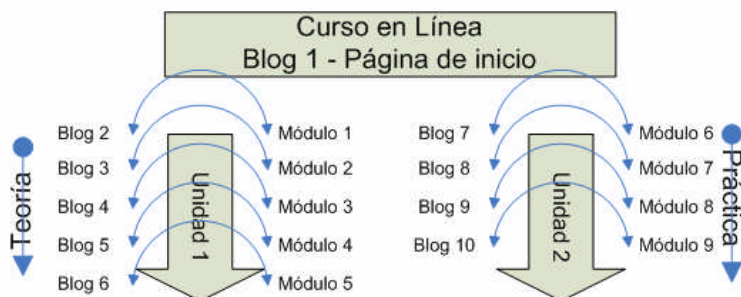 Curso en Línea
Blog 1 - Página de inicio
Teoría
Blog 2
Blog 3
Blog 4
Blog 5
Blog 6
Unidad 1
Módulo 1
Módulo 2
Módulo 3
Módulo 4
Módulo 5
Blog 7
Blog 8
Blog 9
Blog 10
Unidad 2
Módulo 6
Módulo 7
Módulo 8
Módulo 9
Práctica